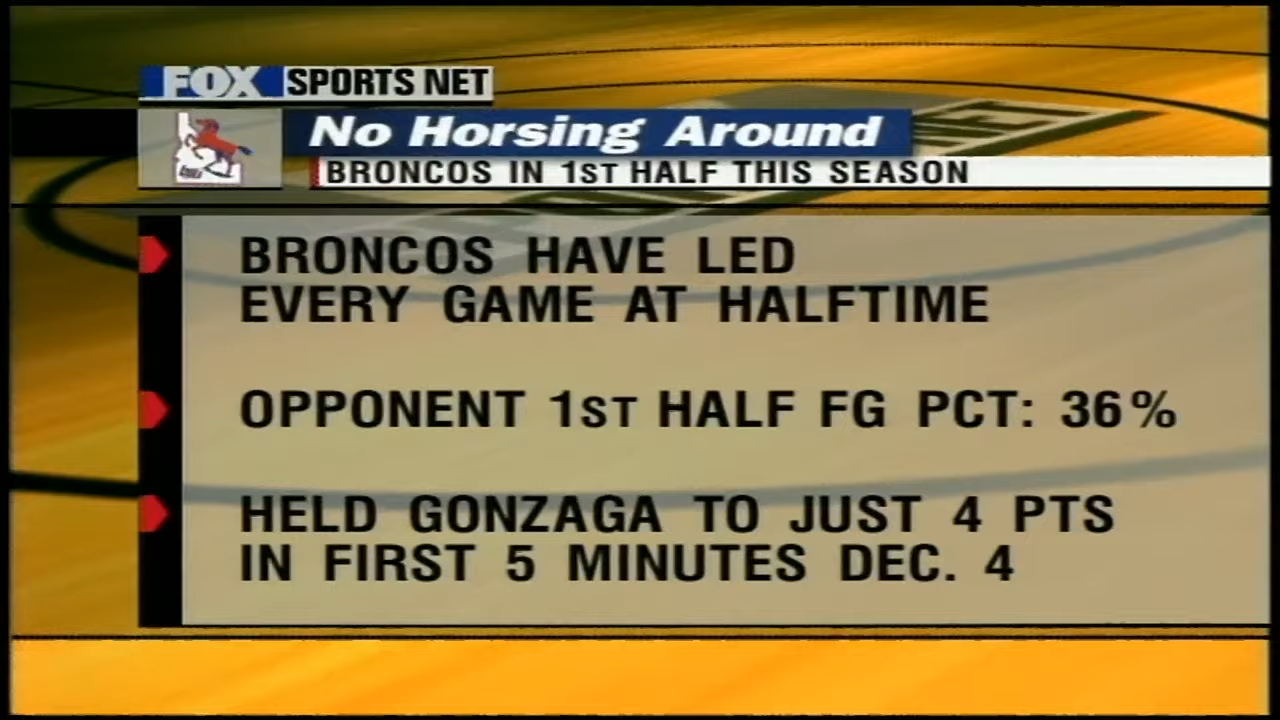 FOX SPORTS NET
No Horsing Around
BRONCOS IN 1ST HALF THIS SEASON
BRONCOS HAVE LED
EVERY GAME AT HALFTIME
OPPONENT 1ST HALF FG PCT: 36%
HELD GONZAGA TO JUST 4 PTS
IN FIRST 5 MINUTES DEC. 4